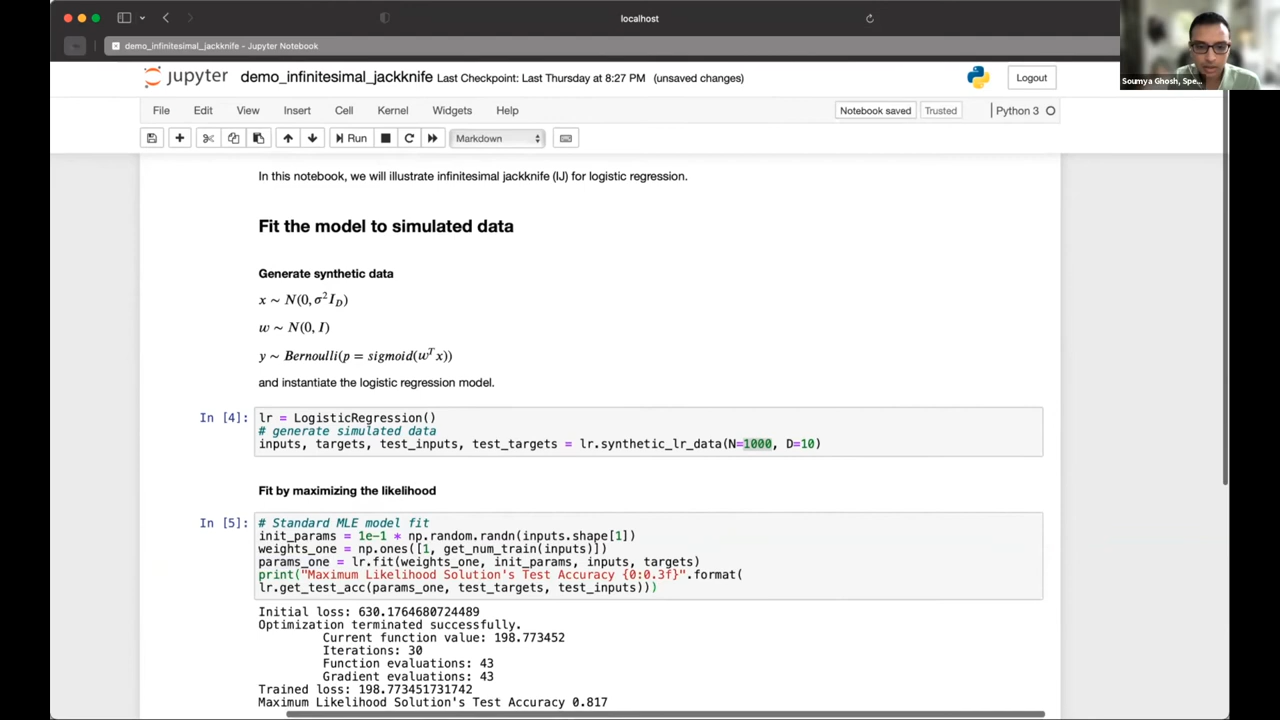 localhost
demo_infinitesimal_jackknife - Jupyter Notebook
Soumya Ghosh, Spe...
jupyter demo_infinitesimal_jackknife Last Checkpoint: Last Thursday at 8:27 PM (unsaved changes) Logout
File Edit View Insert Cell Kernel Widgets Help Notebook saved Trusted Python 3
Run Markdown
In this notebook, we will illustrate infinitesimal jackknife (IJ) for logistic regression.
Fit the model to simulated data
Generate synthetic data
x ∼ N(0, σ²I_D)
w ∼ N(0, I)
y ∼ Bernoulli(p = sigmoid(wᵀx))
and instantiate the logistic regression model.
In [4]: lr = LogisticRegression()
# generate simulated data
inputs, targets, test_inputs, test_targets = lr.synthetic_lr_data(N=1000, D=10)
Fit by maximizing the likelihood
In [5]: # Standard MLE model fit
init_params = 1e-1 * np.random.randn(inputs.shape[1])
weights_one = np.ones([1, get_num_train(inputs)])
params_one = lr.fit(weights_one, init_params, inputs, targets)
print("Maximum Likelihood Solution's Test Accuracy {0:0.3f}".format(
lr.get_test_acc(params_one, test_targets, test_inputs)))
Initial loss: 630.1764680724489
Optimization terminated successfully.
Current function value: 198.773452
Iterations: 30
Function evaluations: 43
Gradient evaluations: 43
Trained loss: 198.773451731742
Maximum Likelihood Solution's Test Accuracy 0.817